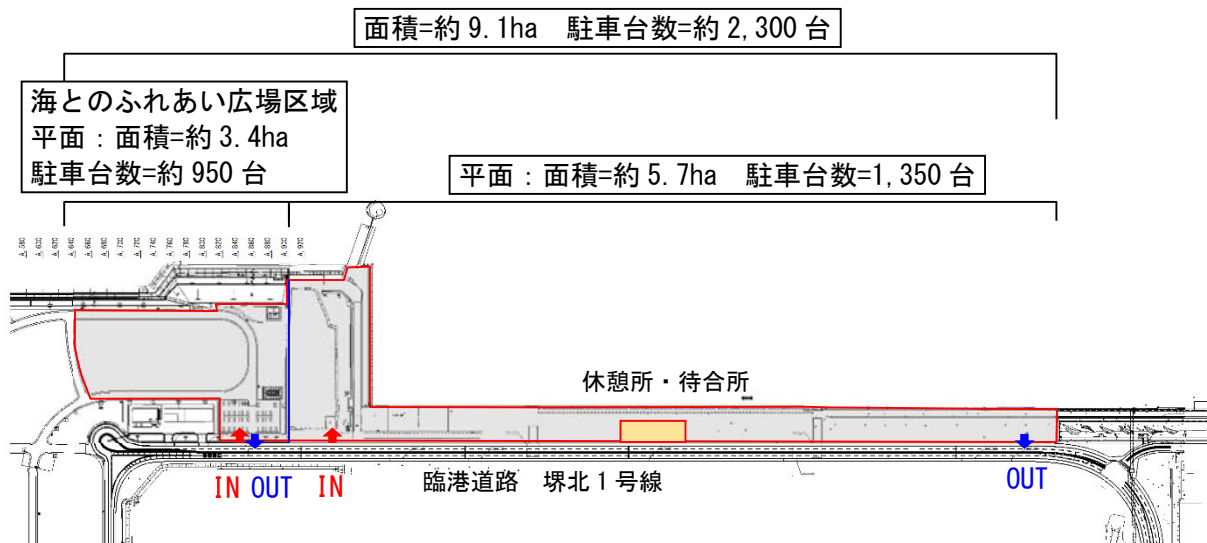 面積=約 9.1ha 駐車台数=約 2,300 台
海とのふれあい広場区域
平面：面積=約 3.4ha
駐車台数=約 950 台
平面：面積=約 5.7ha 駐車台数=1,350 台
休憩所・待合所
IN OUT IN
臨港道路 堺北 1 号線
OUT